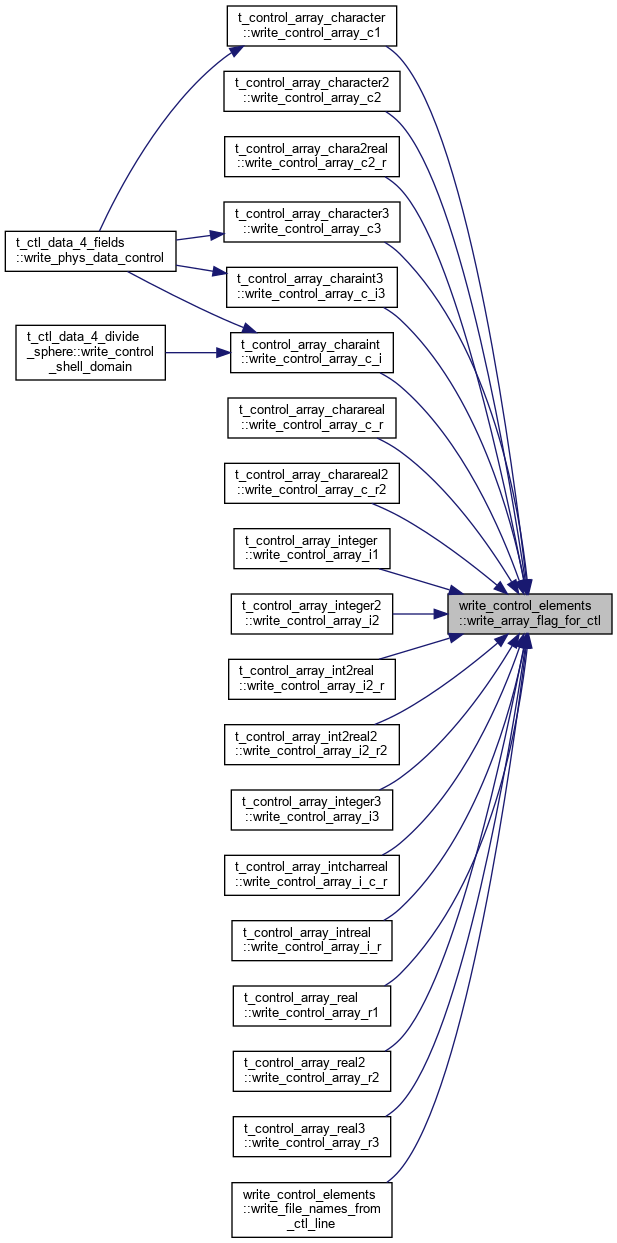 t_control_array_character
::write_control_array_c1
t_control_array_character2
::write_control_array_c2
t_control_array_chara2real
::write_control_array_c2_r
t_control_array_character3
::write_control_array_c3
t_ctl_data_4_fields
::write_phys_data_control
t_control_array_charaint3
::write_control_array_c_i3
t_ctl_data_4_divide
_sphere::write_control
_shell_domain
t_control_array_charaint
::write_control_array_c_i
t_control_array_charareal
::write_control_array_c_r
t_control_array_charareal2
::write_control_array_c_r2
t_control_array_integer
::write_control_array_i1
write_control_elements
::write_array_flag_for_ctl
t_control_array_integer2
::write_control_array_i2
t_control_array_int2real
::write_control_array_i2_r
t_control_array_int2real2
::write_control_array_i2_r2
t_control_array_integer3
::write_control_array_i3
t_control_array_intcharreal
::write_control_array_i_c_r
t_control_array_intreal
::write_control_array_i_r
t_control_array_real
::write_control_array_r1
t_control_array_real2
::write_control_array_r2
t_control_array_real3
::write_control_array_r3
write_control_elements
::write_file_names_from
_ctl_line